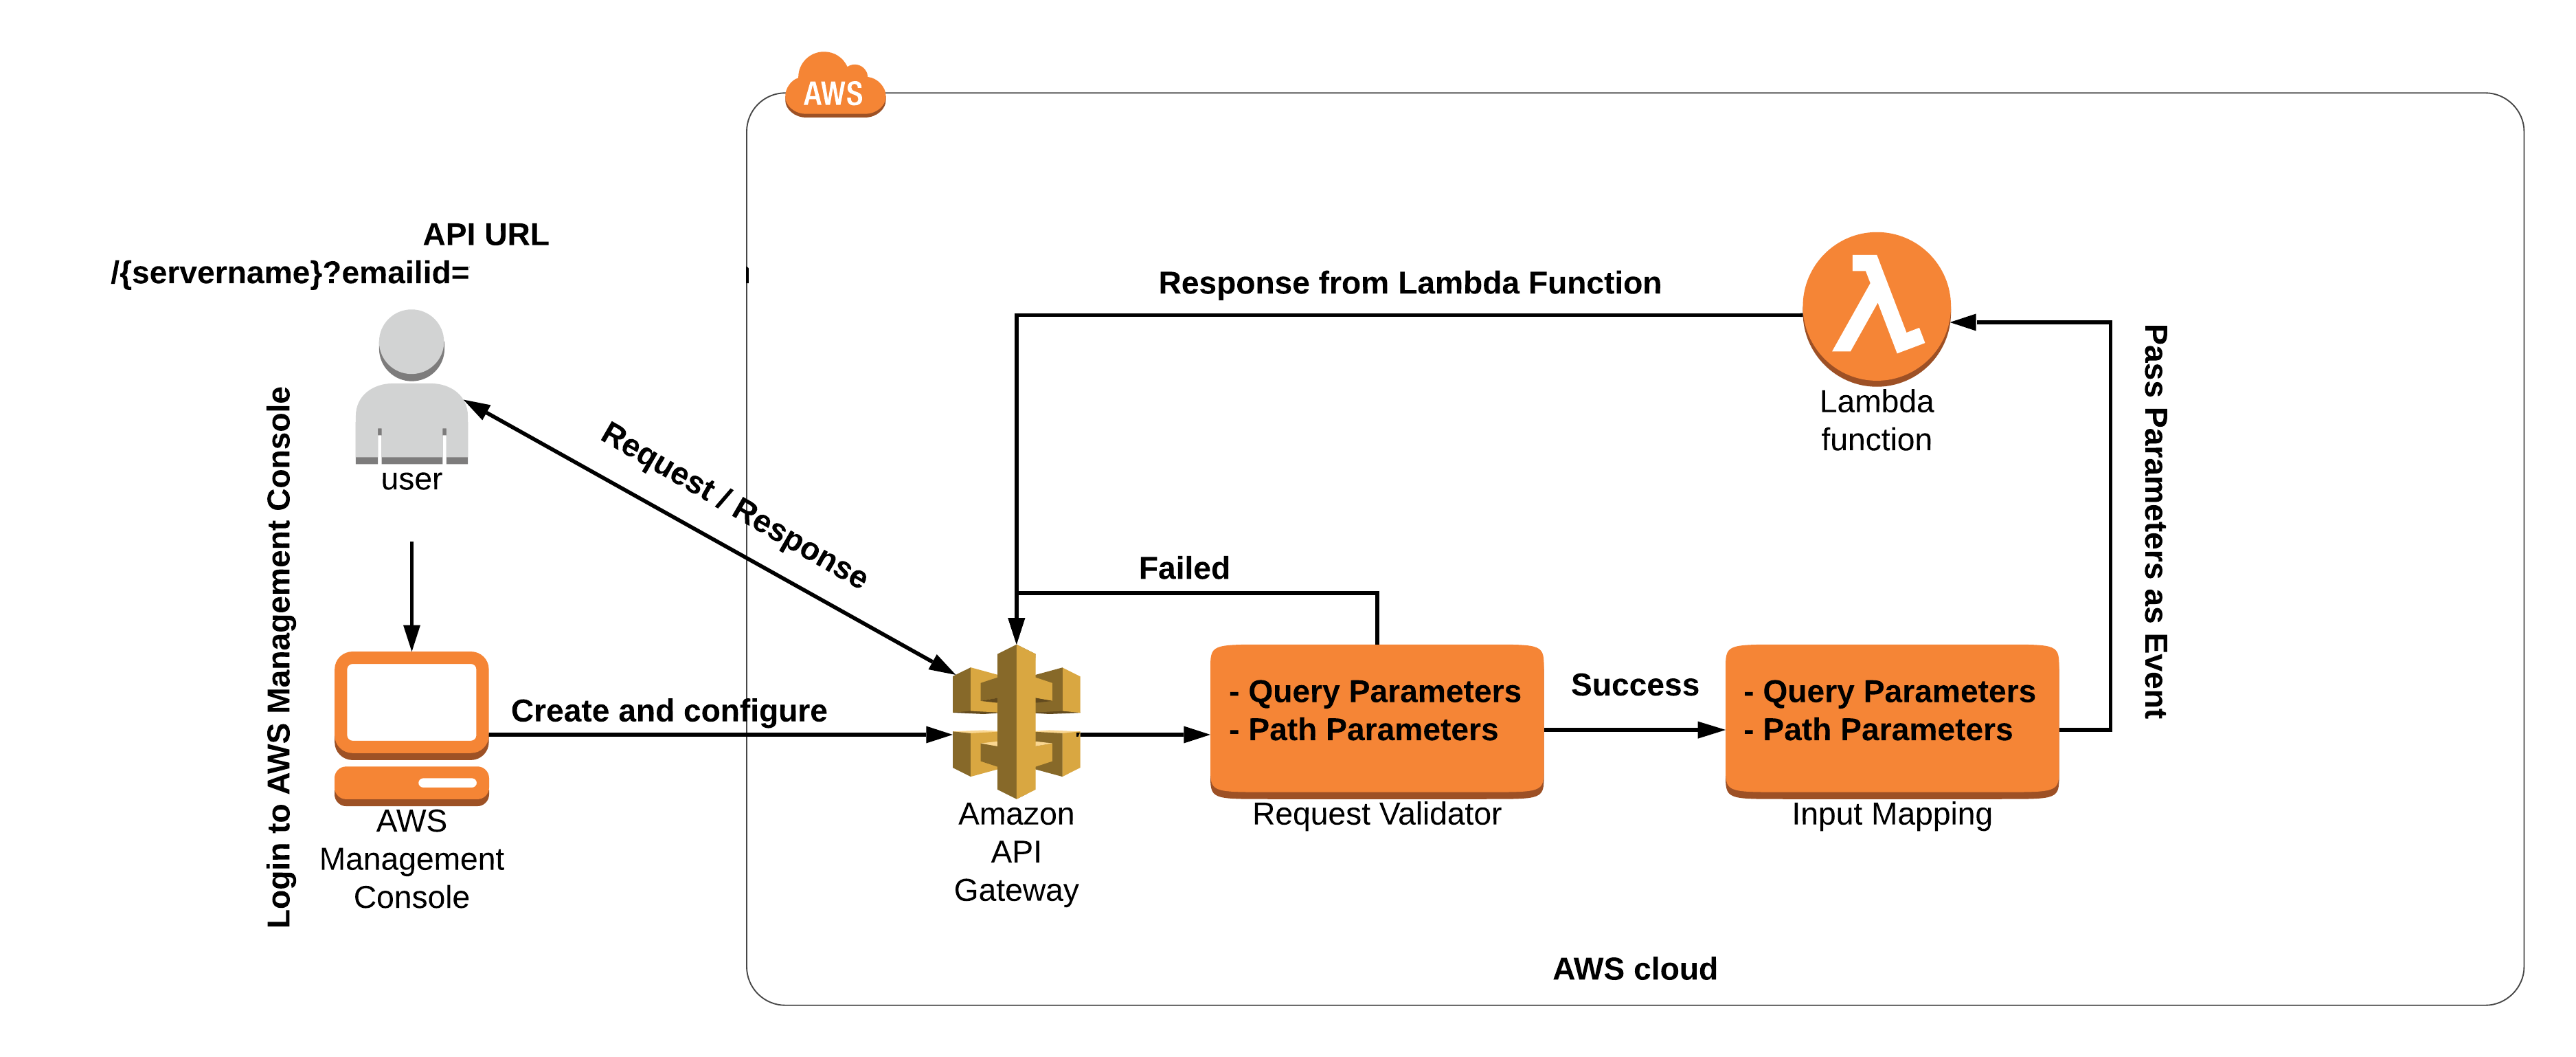 AWS
API URL
/{servername}?emailid=
user
Login to AWS Management Console
Request / Response
Response from Lambda Function
Lambda
function
Pass Parameters as Event
Failed
Create and configure
- Query Parameters
- Path Parameters
Success
- Query Parameters
- Path Parameters
AWS
Management
Console
Amazon
API
Gateway
Request Validator
Input Mapping
AWS cloud